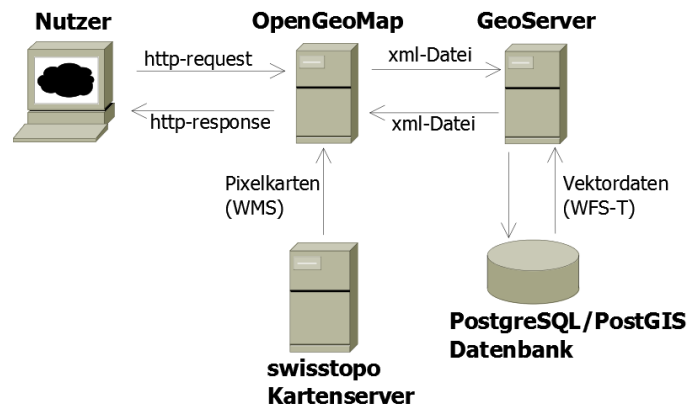 Nutzer
OpenGeoMap
GeoServer
http-request
xml-Datei
http-response
xml-Datei
Pixelkarten
(WMS)
Vektordaten
(WFS-T)
PostgreSQL/PostGIS
Datenbank
swisstopo
Kartenserver